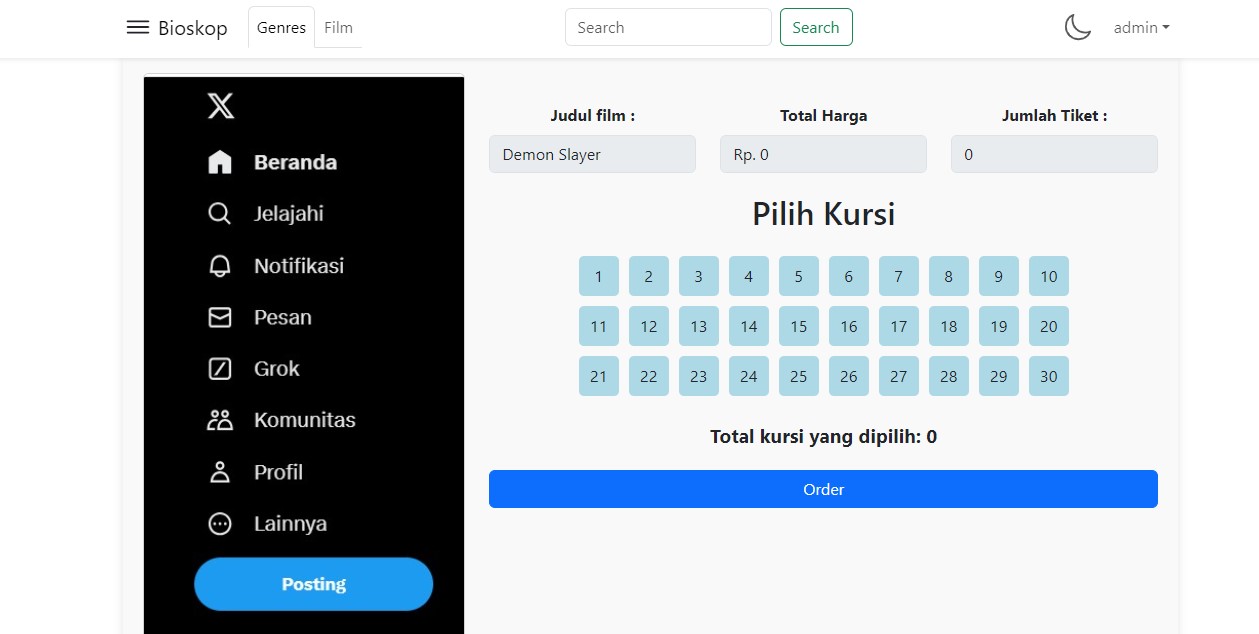 Bioskop Genres Film Search Search admin
X
Beranda
Jelajahi
Notifikasi
Pesan
Grok
Komunitas
Profil
Lainnya
Posting
Judul film : Total Harga Jumlah Tiket :
Demon Slayer Rp. 0 0
Pilih Kursi
1 2 3 4 5 6 7 8 9 10
11 12 13 14 15 16 17 18 19 20
21 22 23 24 25 26 27 28 29 30
Total kursi yang dipilih: 0
Order